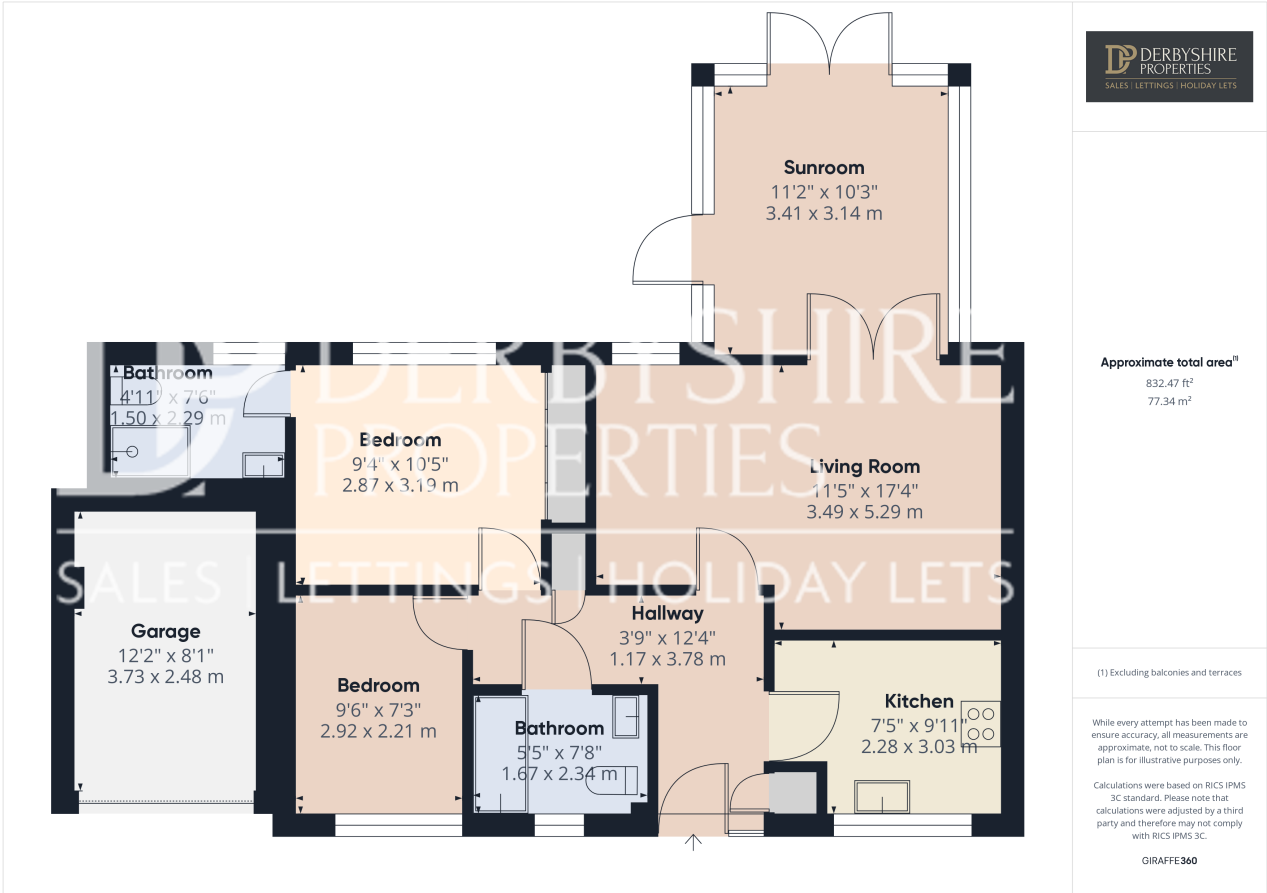 Sunroom
11'2" x 10'3"
3.41 x 3.14 m
Bathroom
4'11" x 7'6"
1.50 x 2.29 m
Bedroom
9'4" x 10'5"
2.87 x 3.19 m
Living Room
11'5" x 17'4"
3.49 x 5.29 m
Garage
12'2" x 8'1"
3.73 x 2.48 m
Hallway
3'9" x 12'4"
1.17 x 3.78 m
Bedroom
9'6" x 7'3"
2.92 x 2.21 m
Bathroom
5'5" x 7'8"
1.67 x 2.34 m
Kitchen
7'5" x 9'11"
2.28 x 3.03 m
DERBYSHIRE
PROPERTIES
SALES | LETTINGS | HOLIDAY LETS
DP DERBYSHIRE
PROPERTIES
SALES | LETTINGS | HOLIDAY LETS
Approximate total area(1)
832.47 ft²
77.34 m²
(1) Excluding balconies and terraces
While every attempt has been made to
ensure accuracy, all measurements are
approximate, not to scale. This floor
plan is for illustrative purposes only.
Calculations were based on RICS IPMS
3C standard. Please note that
calculations were adjusted by a third
party and therefore may not comply
with RICS IPMS 3C.
GIRAFFE360